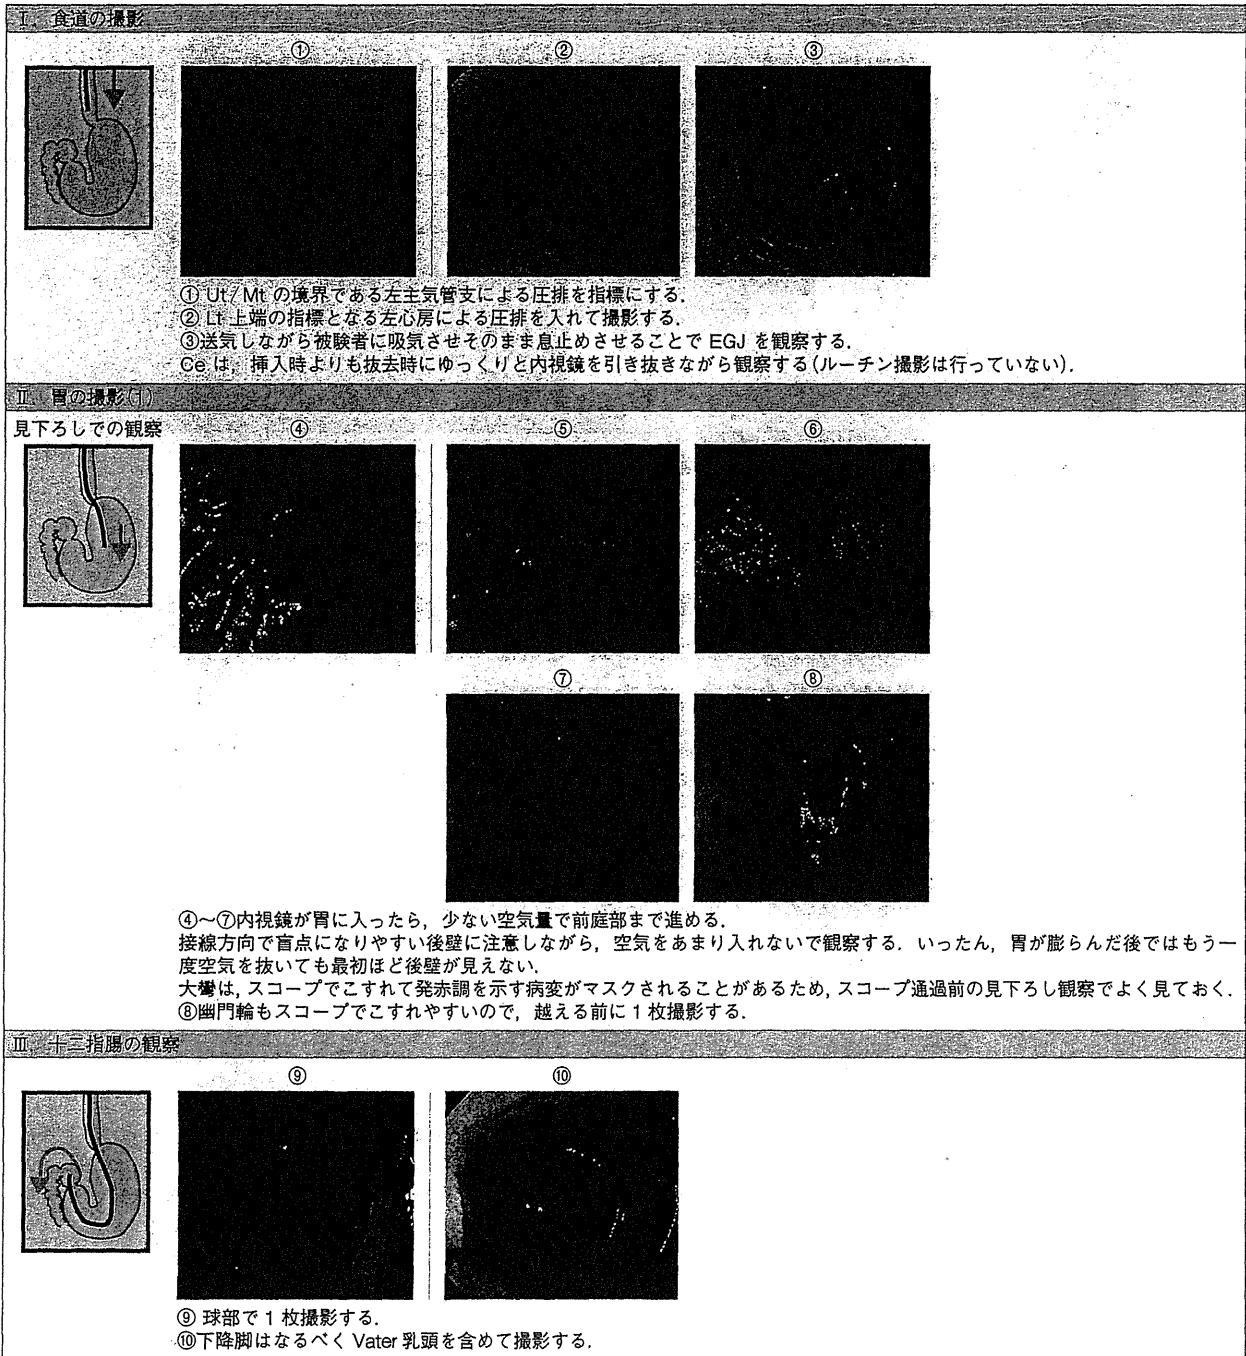 Ⅰ. 食道の撮影
① ② ③
① Ut/Mt の境界である左主気管支による圧排を指標にする.
② Lt 上端の指標となる左心房による圧排を入れて撮影する.
③送気しながら被験者に吸気させそのまま息止めさせることで EGJ を観察する.
Ce は, 挿入時よりも抜去時にゆっくりと内視鏡を引き抜きながら観察する(ルーチン撮影は行っていない).
Ⅱ. 胃の撮影(1)
見下ろしでの観察
④ ⑤ ⑥
⑦ ⑧
④〜⑦内視鏡が胃に入ったら, 少ない空気量で前庭部まで進める.
接線方向で盲点になりやすい後壁に注意しながら, 空気をあまり入れないで観察する. いったん, 胃が膨らんだ後ではもう一
度空気を抜いても最初ほど後壁が見えない.
大彎は, スコープでこすれて発赤調を示す病変がマスクされることがあるため, スコープ通過前の見下ろし観察でよく見ておく.
⑧幽門輪もスコープでこすれやすいので, 越える前に 1 枚撮影する.
Ⅲ. 十二指腸の観察
⑨ ⑩
⑨ 球部で 1 枚撮影する.
⑩下降脚はなるべく Vater 乳頭を含めて撮影する.